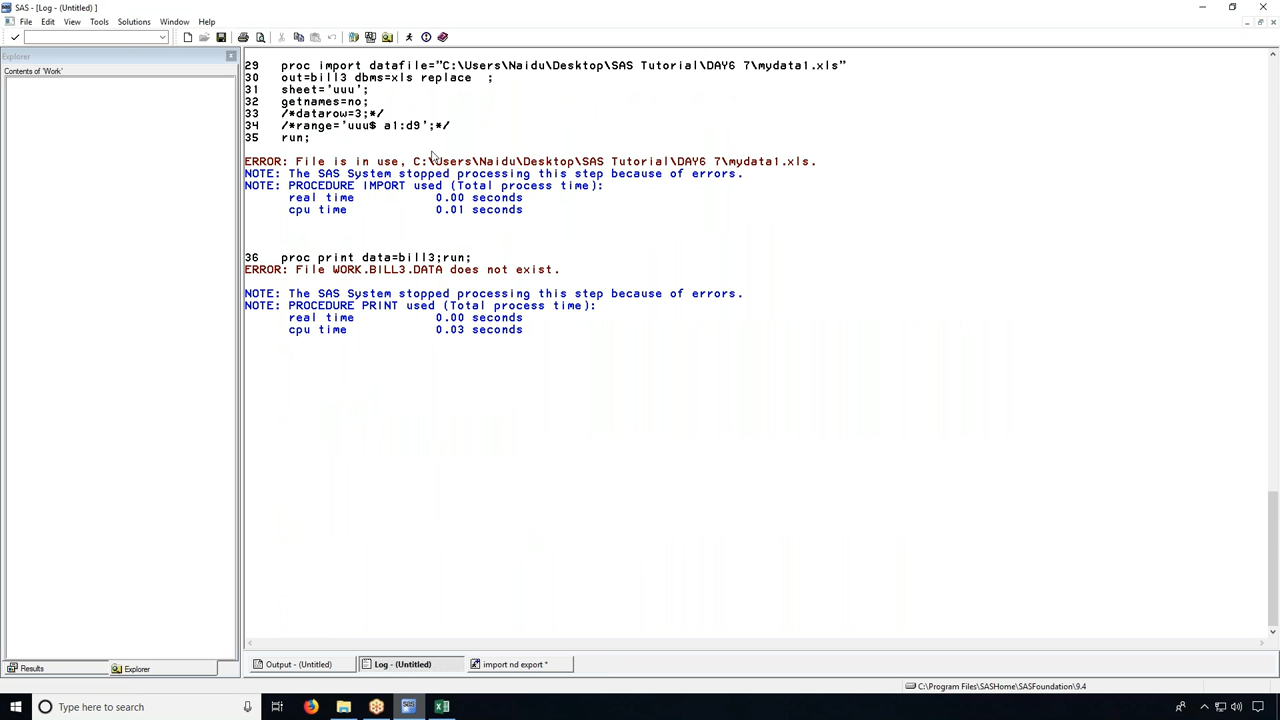 SAS - [Log - (Untitled) ]
File Edit View Tools Solutions Window Help
Explorer
Contents of 'Work'
29 proc import datafile="C:\Users\Naidu\Desktop\SAS Tutorial\DAY6 7\mydata1.xls"
30 out=bill3 dbms=xls replace ;
31 sheet='uuu';
32 getnames=no;
33 /*datarow=3;*/
34 /*range='uuu$ a1:d9';*/
35 run;
ERROR: File is in use, C:\Users\Naidu\Desktop\SAS Tutorial\DAY6 7\mydata1.xls.
NOTE: The SAS System stopped processing this step because of errors.
NOTE: PROCEDURE IMPORT used (Total process time):
real time 0.00 seconds
cpu time 0.01 seconds
36 proc print data=bill3;run;
ERROR: File WORK.BILL3.DATA does not exist.
NOTE: The SAS System stopped processing this step because of errors.
NOTE: PROCEDURE PRINT used (Total process time):
real time 0.00 seconds
cpu time 0.03 seconds
Results Explorer Output - (Untitled) Log - (Untitled) import nd export *
C:\Program Files\SASHome\SASFoundation\9.4
Type here to search